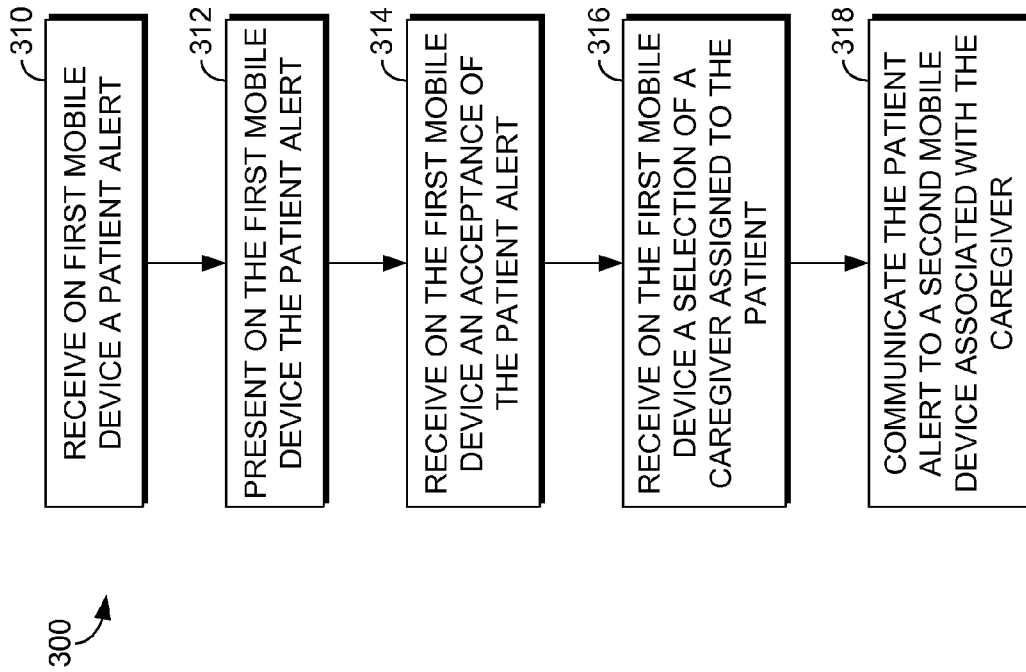 300
310
RECEIVE ON FIRST MOBILE
DEVICE A PATIENT ALERT
312
PRESENT ON THE FIRST MOBILE
DEVICE THE PATIENT ALERT
314
RECEIVE ON THE FIRST MOBILE
DEVICE AN ACCEPTANCE OF
THE PATIENT ALERT
316
RECEIVE ON THE FIRST MOBILE
DEVICE A SELECTION OF A
CAREGIVER ASSIGNED TO THE
PATIENT
318
COMMUNICATE THE PATIENT
ALERT TO A SECOND MOBILE
DEVICE ASSOCIATED WITH THE
CAREGIVER